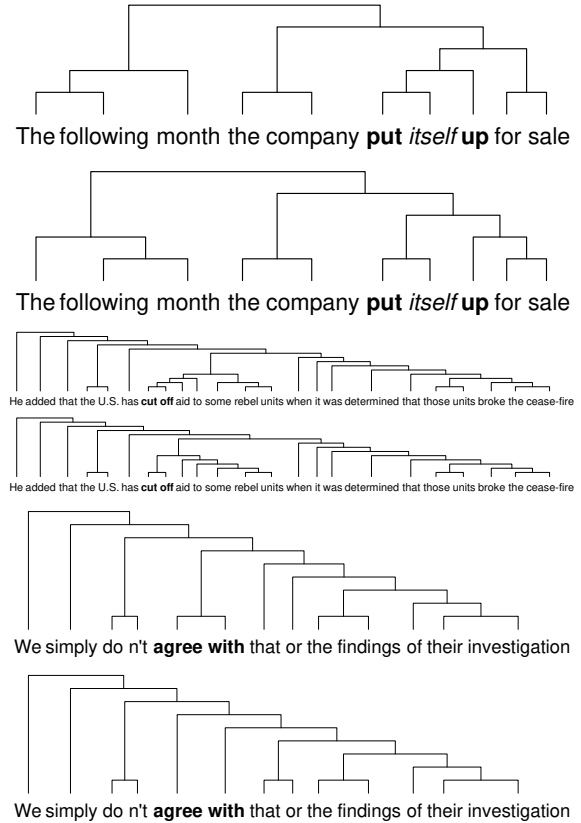 The following month the company put itself up for sale
The following month the company put itself up for sale
He added that the U.S. has cut off aid to some rebel units when it was determined that those units broke the cease-fire
He added that the U.S. has cut off aid to some rebel units when it was determined that those units broke the cease-fire
We simply do n't agree with that or the findings of their investigation
We simply do n't agree with that or the findings of their investigation